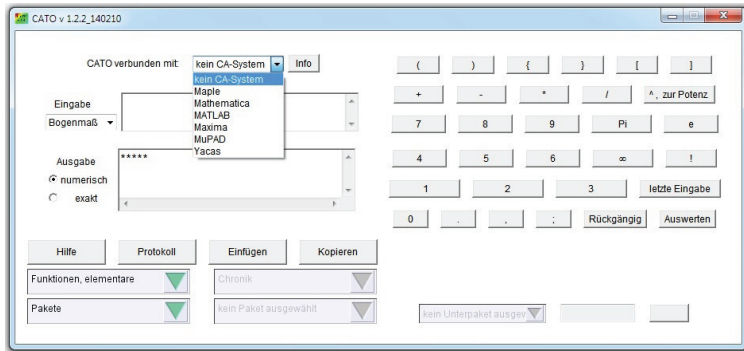 CATO v 1.2.2_140210
CATO verbunden mit: kein CA-System Info
kein CA-System
Maple
Mathematica
MATLAB
Maxima
MuPAD
Yacas
Eingabe
Bogenmaß
Ausgabe
*****
numerisch
exakt
( ) { } [ ]
+ - * / ^, zur Potenz
7 8 9 Pi e
4 5 6 ∞ !
1 2 3 letzte Eingabe
0 . , ; Rückgängig Auswerten
Hilfe Protokoll Einfügen Kopieren
Funktionen, elementare Chronik
Pakete kein Paket ausgewählt kein Unterpaket ausgev